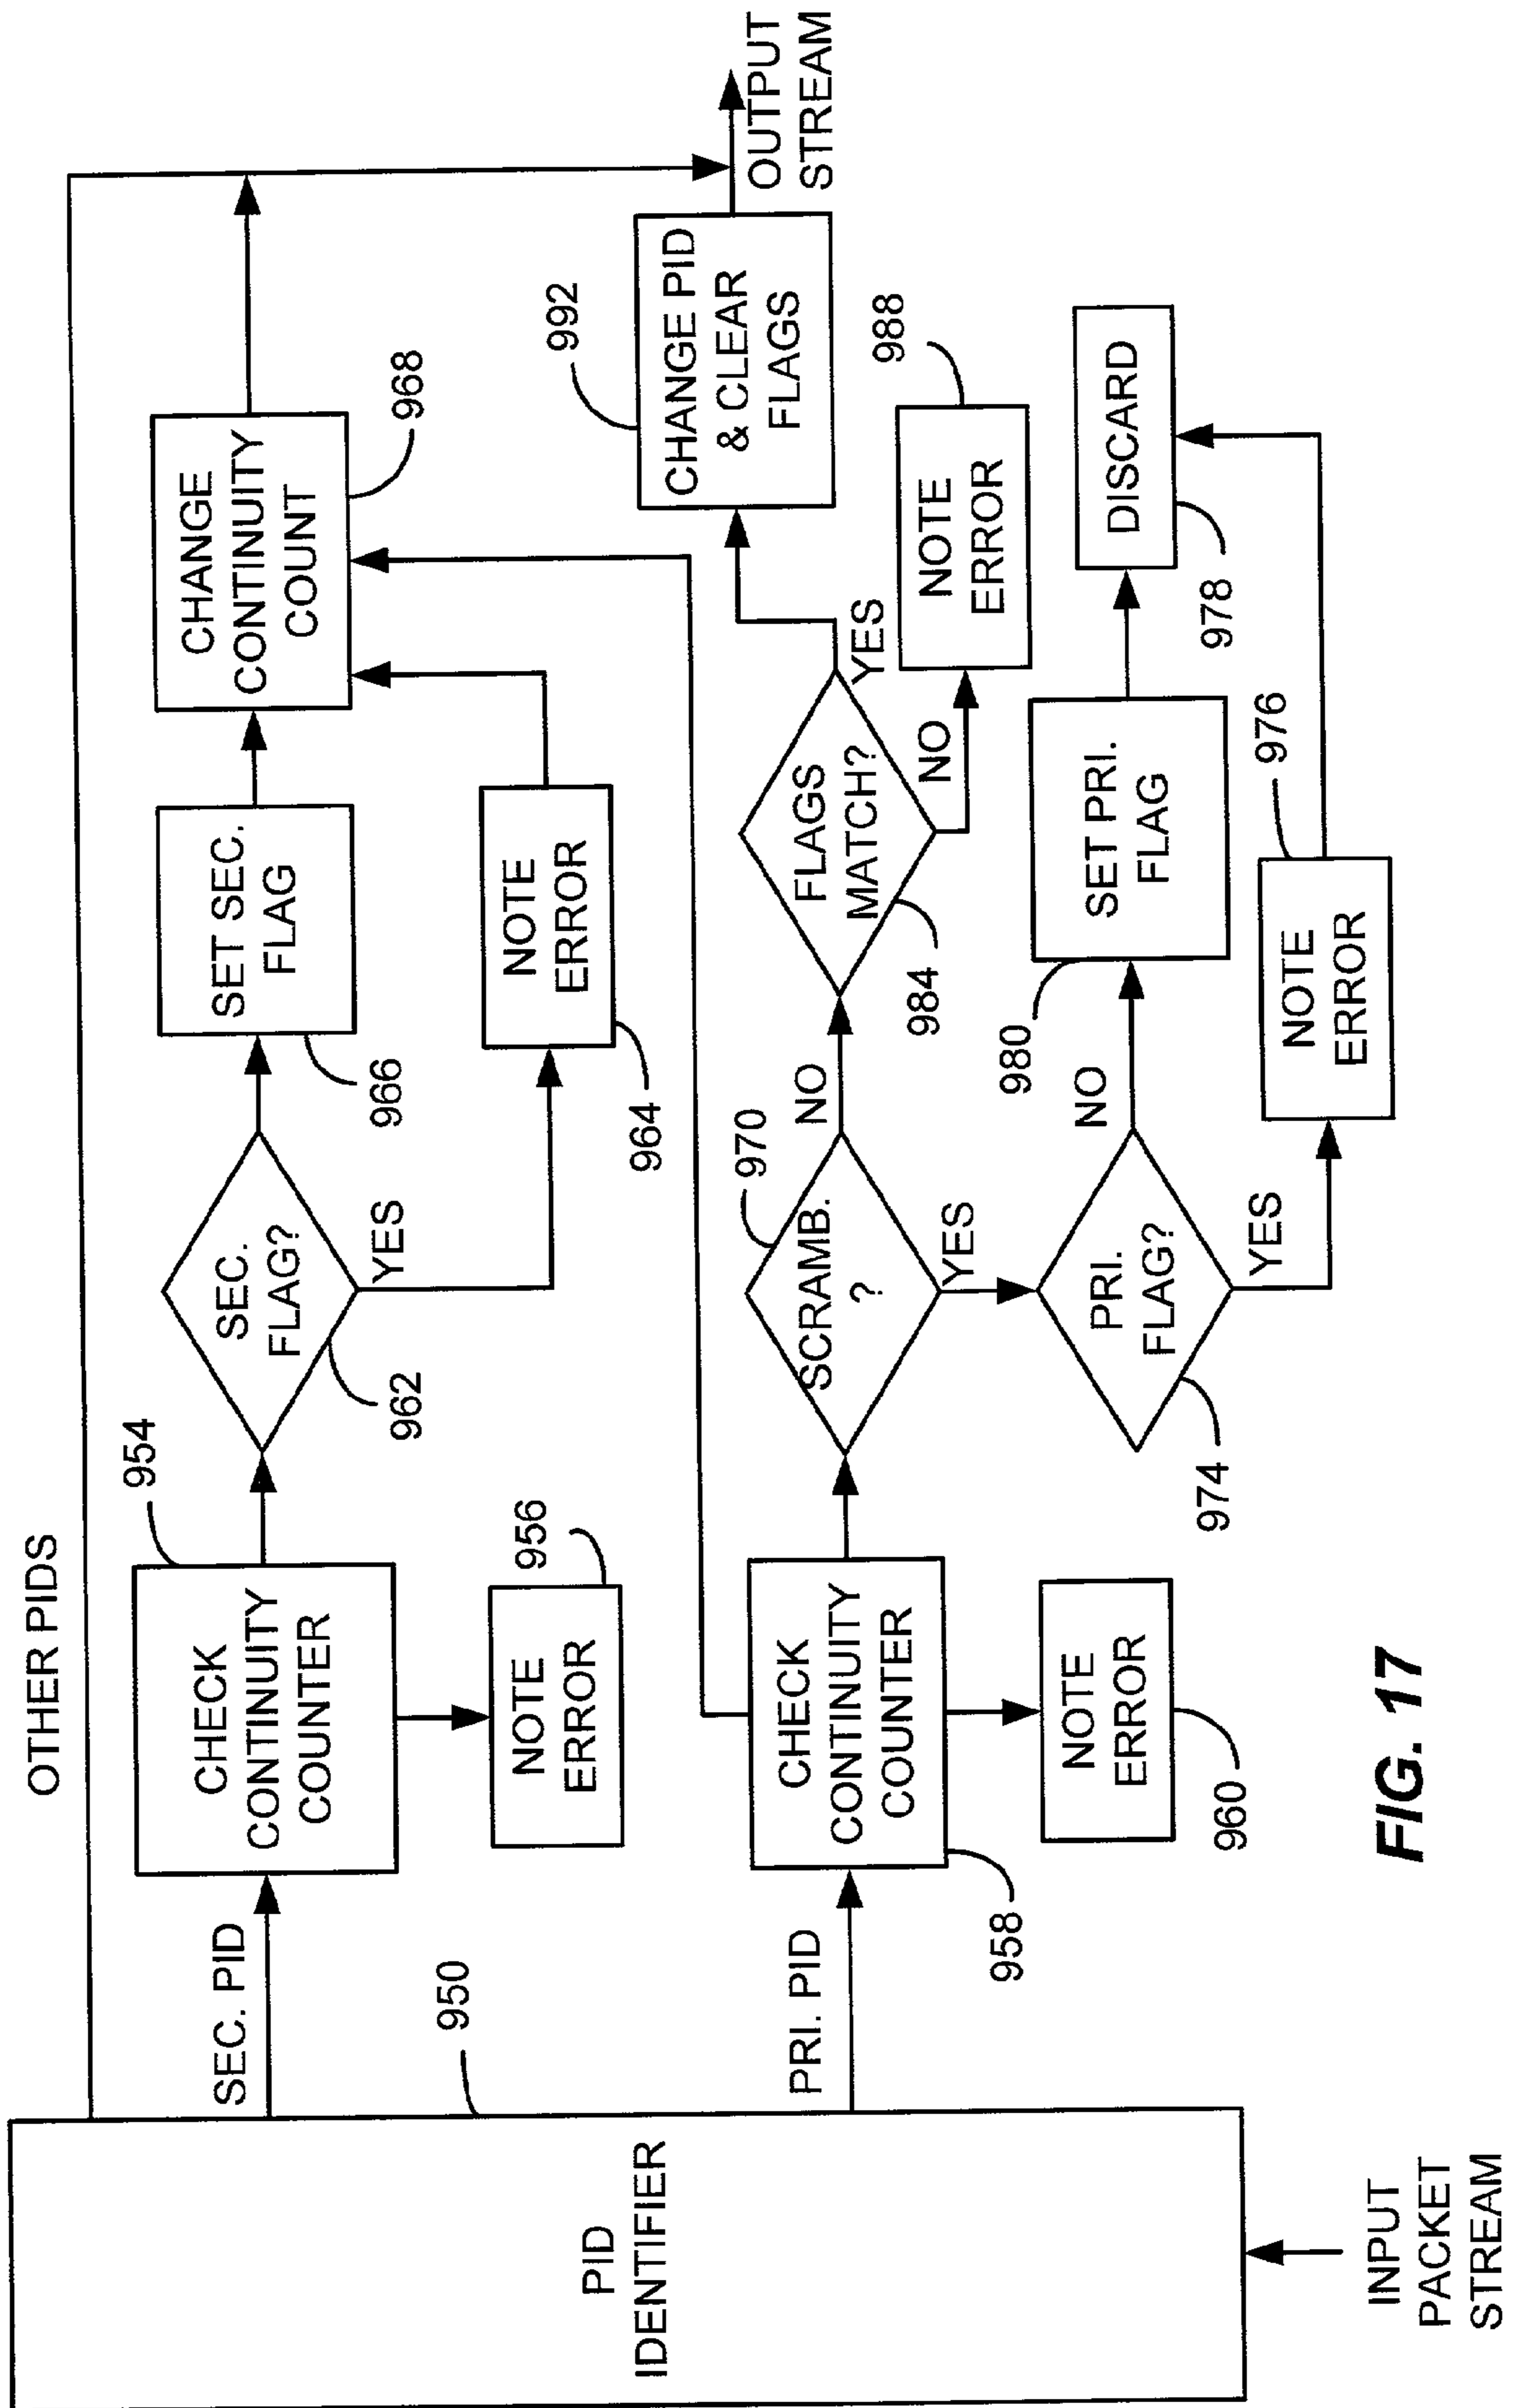 OTHER PIDS
PID
IDENTIFIER
950
INPUT
PACKET
STREAM
SEC. PID
954
CHECK
CONTINUITY
COUNTER
NOTE
ERROR
956
SEC.
FLAG?
962
YES
SET SEC.
FLAG
966
NOTE
ERROR
964
CHANGE
CONTINUITY
COUNT
968
PRI. PID
CHECK
CONTINUITY
COUNTER
958
NOTE
ERROR
960
SCRAMB.
?
970
NO
YES
FLAGS
MATCH?
984
YES
NO
CHANGE PID
& CLEAR
FLAGS
992
OUTPUT
STREAM
NOTE
ERROR
988
PRI.
FLAG?
974
NO
YES
SET PRI.
FLAG
980
DISCARD
978
NOTE
ERROR
976
FIG. 17